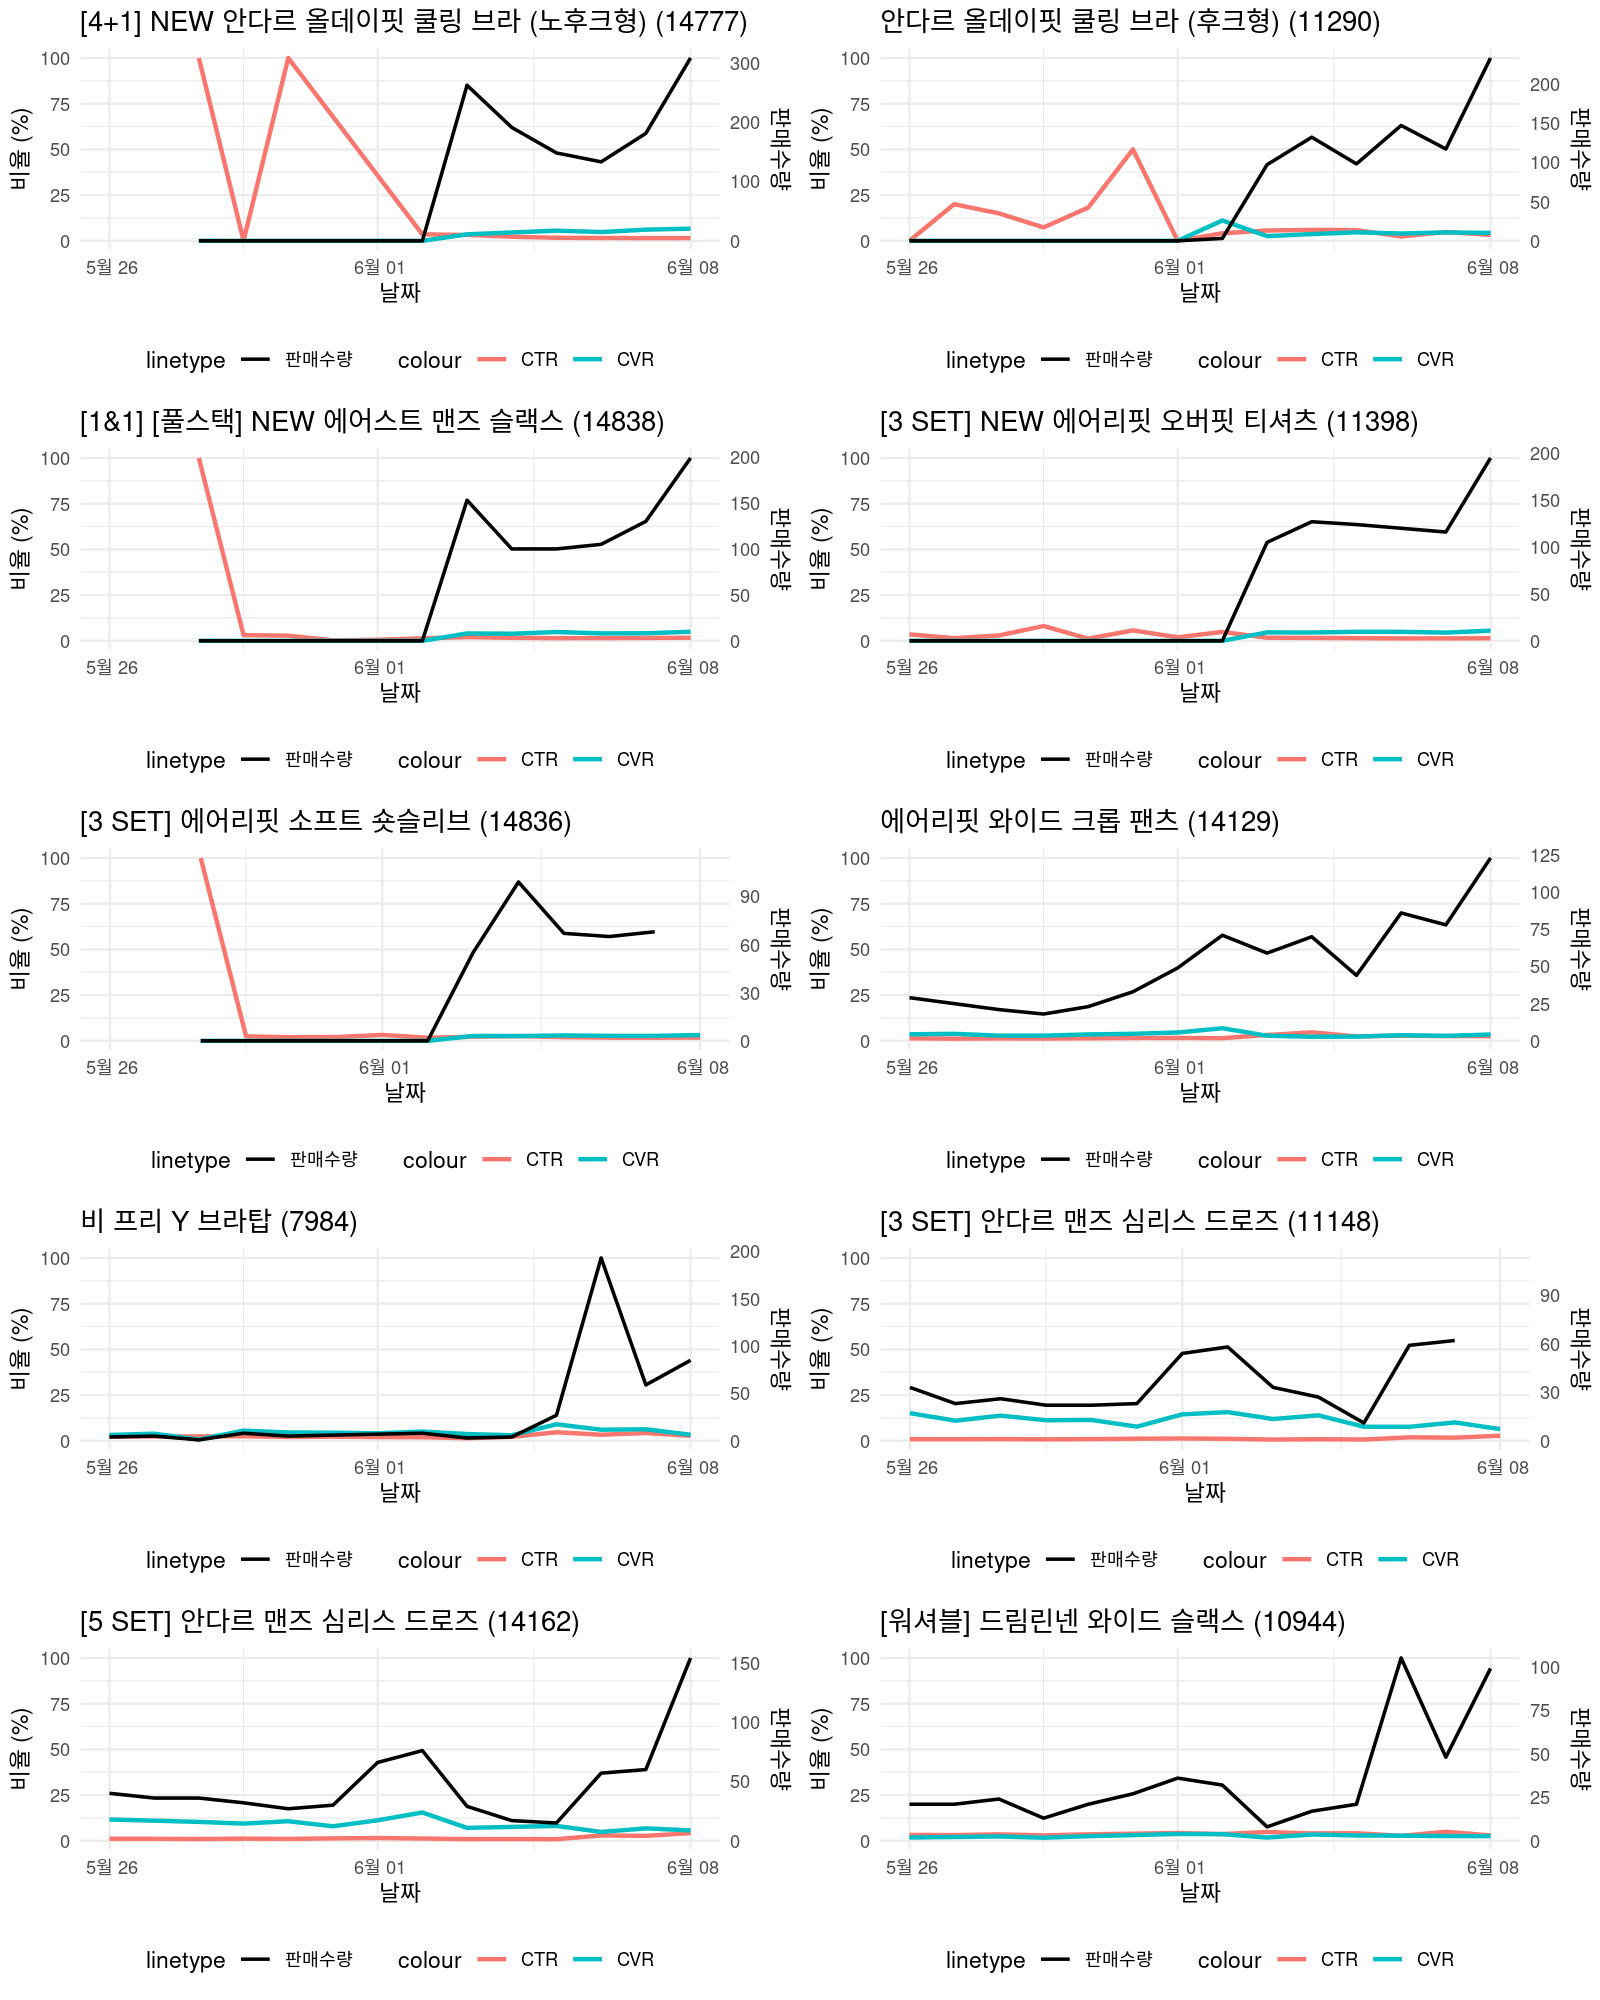 [4+1] NEW 안다르 올데이핏 쿨링 브라 (노후크형) (14777)
비율 (%)
100
75
50
25
0
300
200
100
0
판매수량
5월 26
6월 01
6월 08
날짜
linetype 판매수량 colour CTR CVR
안다르 올데이핏 쿨링 브라 (후크형) (11290)
비율 (%)
100
75
50
25
0
200
150
100
50
0
판매수량
5월 26
6월 01
6월 08
날짜
linetype 판매수량 colour CTR CVR
[1&1] [풀스택] NEW 에어스트 맨즈 슬랙스 (14838)
비율 (%)
100
75
50
25
0
200
150
100
50
0
판매수량
5월 26
6월 01
6월 08
날짜
linetype 판매수량 colour CTR CVR
[3 SET] NEW 에어리핏 오버핏 티셔츠 (11398)
비율 (%)
100
75
50
25
0
200
150
100
50
0
판매수량
5월 26
6월 01
6월 08
날짜
linetype 판매수량 colour CTR CVR
[3 SET] 에어리핏 소프트 숏슬리브 (14836)
비율 (%)
100
75
50
25
0
90
60
30
0
판매수량
5월 26
6월 01
6월 08
날짜
linetype 판매수량 colour CTR CVR
에어리핏 와이드 크롭 팬츠 (14129)
비율 (%)
100
75
50
25
0
125
100
75
50
25
0
판매수량
5월 26
6월 01
6월 08
날짜
linetype 판매수량 colour CTR CVR
비 프리 Y 브라탑 (7984)
비율 (%)
100
75
50
25
0
200
150
100
50
0
판매수량
5월 26
6월 01
6월 08
날짜
linetype 판매수량 colour CTR CVR
[3 SET] 안다르 맨즈 심리스 드로즈 (11148)
비율 (%)
100
75
50
25
0
90
60
30
0
판매수량
5월 26
6월 01
6월 08
날짜
linetype 판매수량 colour CTR CVR
[5 SET] 안다르 맨즈 심리스 드로즈 (14162)
비율 (%)
100
75
50
25
0
150
100
50
0
판매수량
5월 26
6월 01
6월 08
날짜
linetype 판매수량 colour CTR CVR
[워셔블] 드림린넨 와이드 슬랙스 (10944)
비율 (%)
100
75
50
25
0
100
75
50
25
0
판매수량
5월 26
6월 01
6월 08
날짜
linetype 판매수량 colour CTR CVR